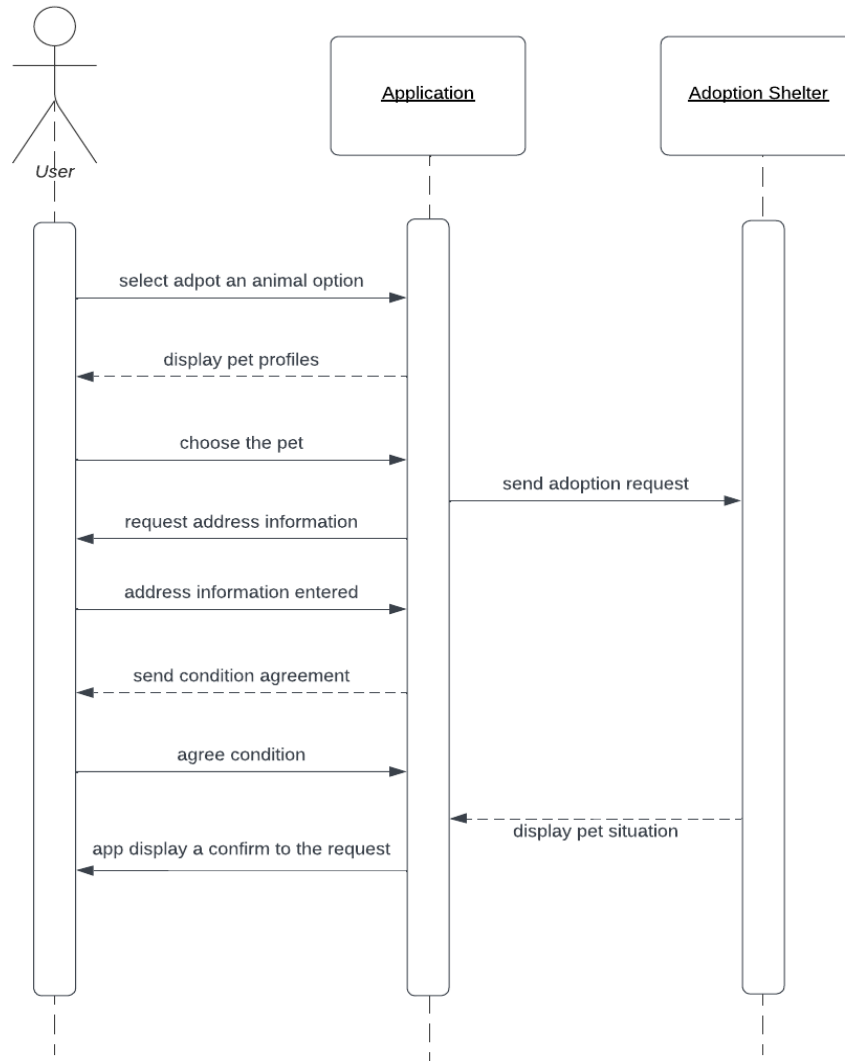 Application
Adoption Shelter
User
select adpot an animal option
display pet profiles
choose the pet
send adoption request
request address information
address information entered
send condition agreement
agree condition
display pet situation
app display a confirm to the request